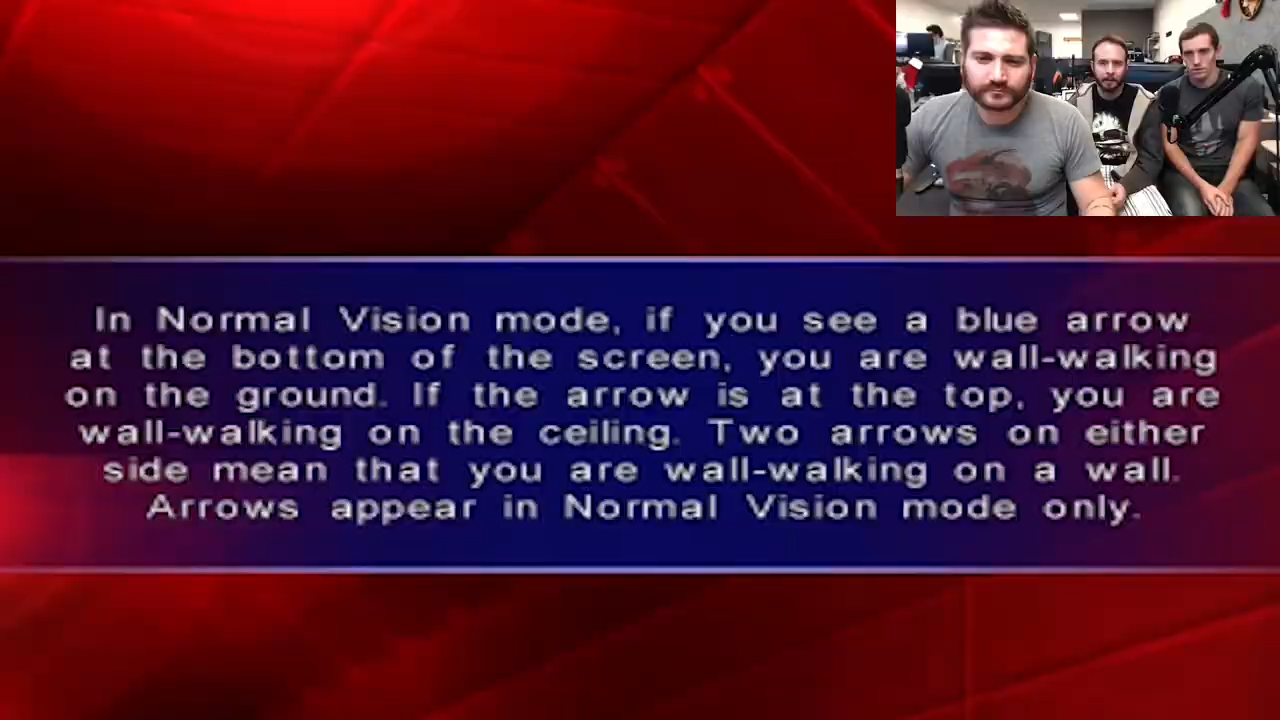 In Normal Vision mode, if you see a blue arrow
at the bottom of the screen, you are wall-walking
on the ground. If the arrow is at the top, you are
wall-walking on the ceiling. Two arrows on either
side mean that you are wall-walking on a wall.
Arrows appear in Normal Vision mode only.